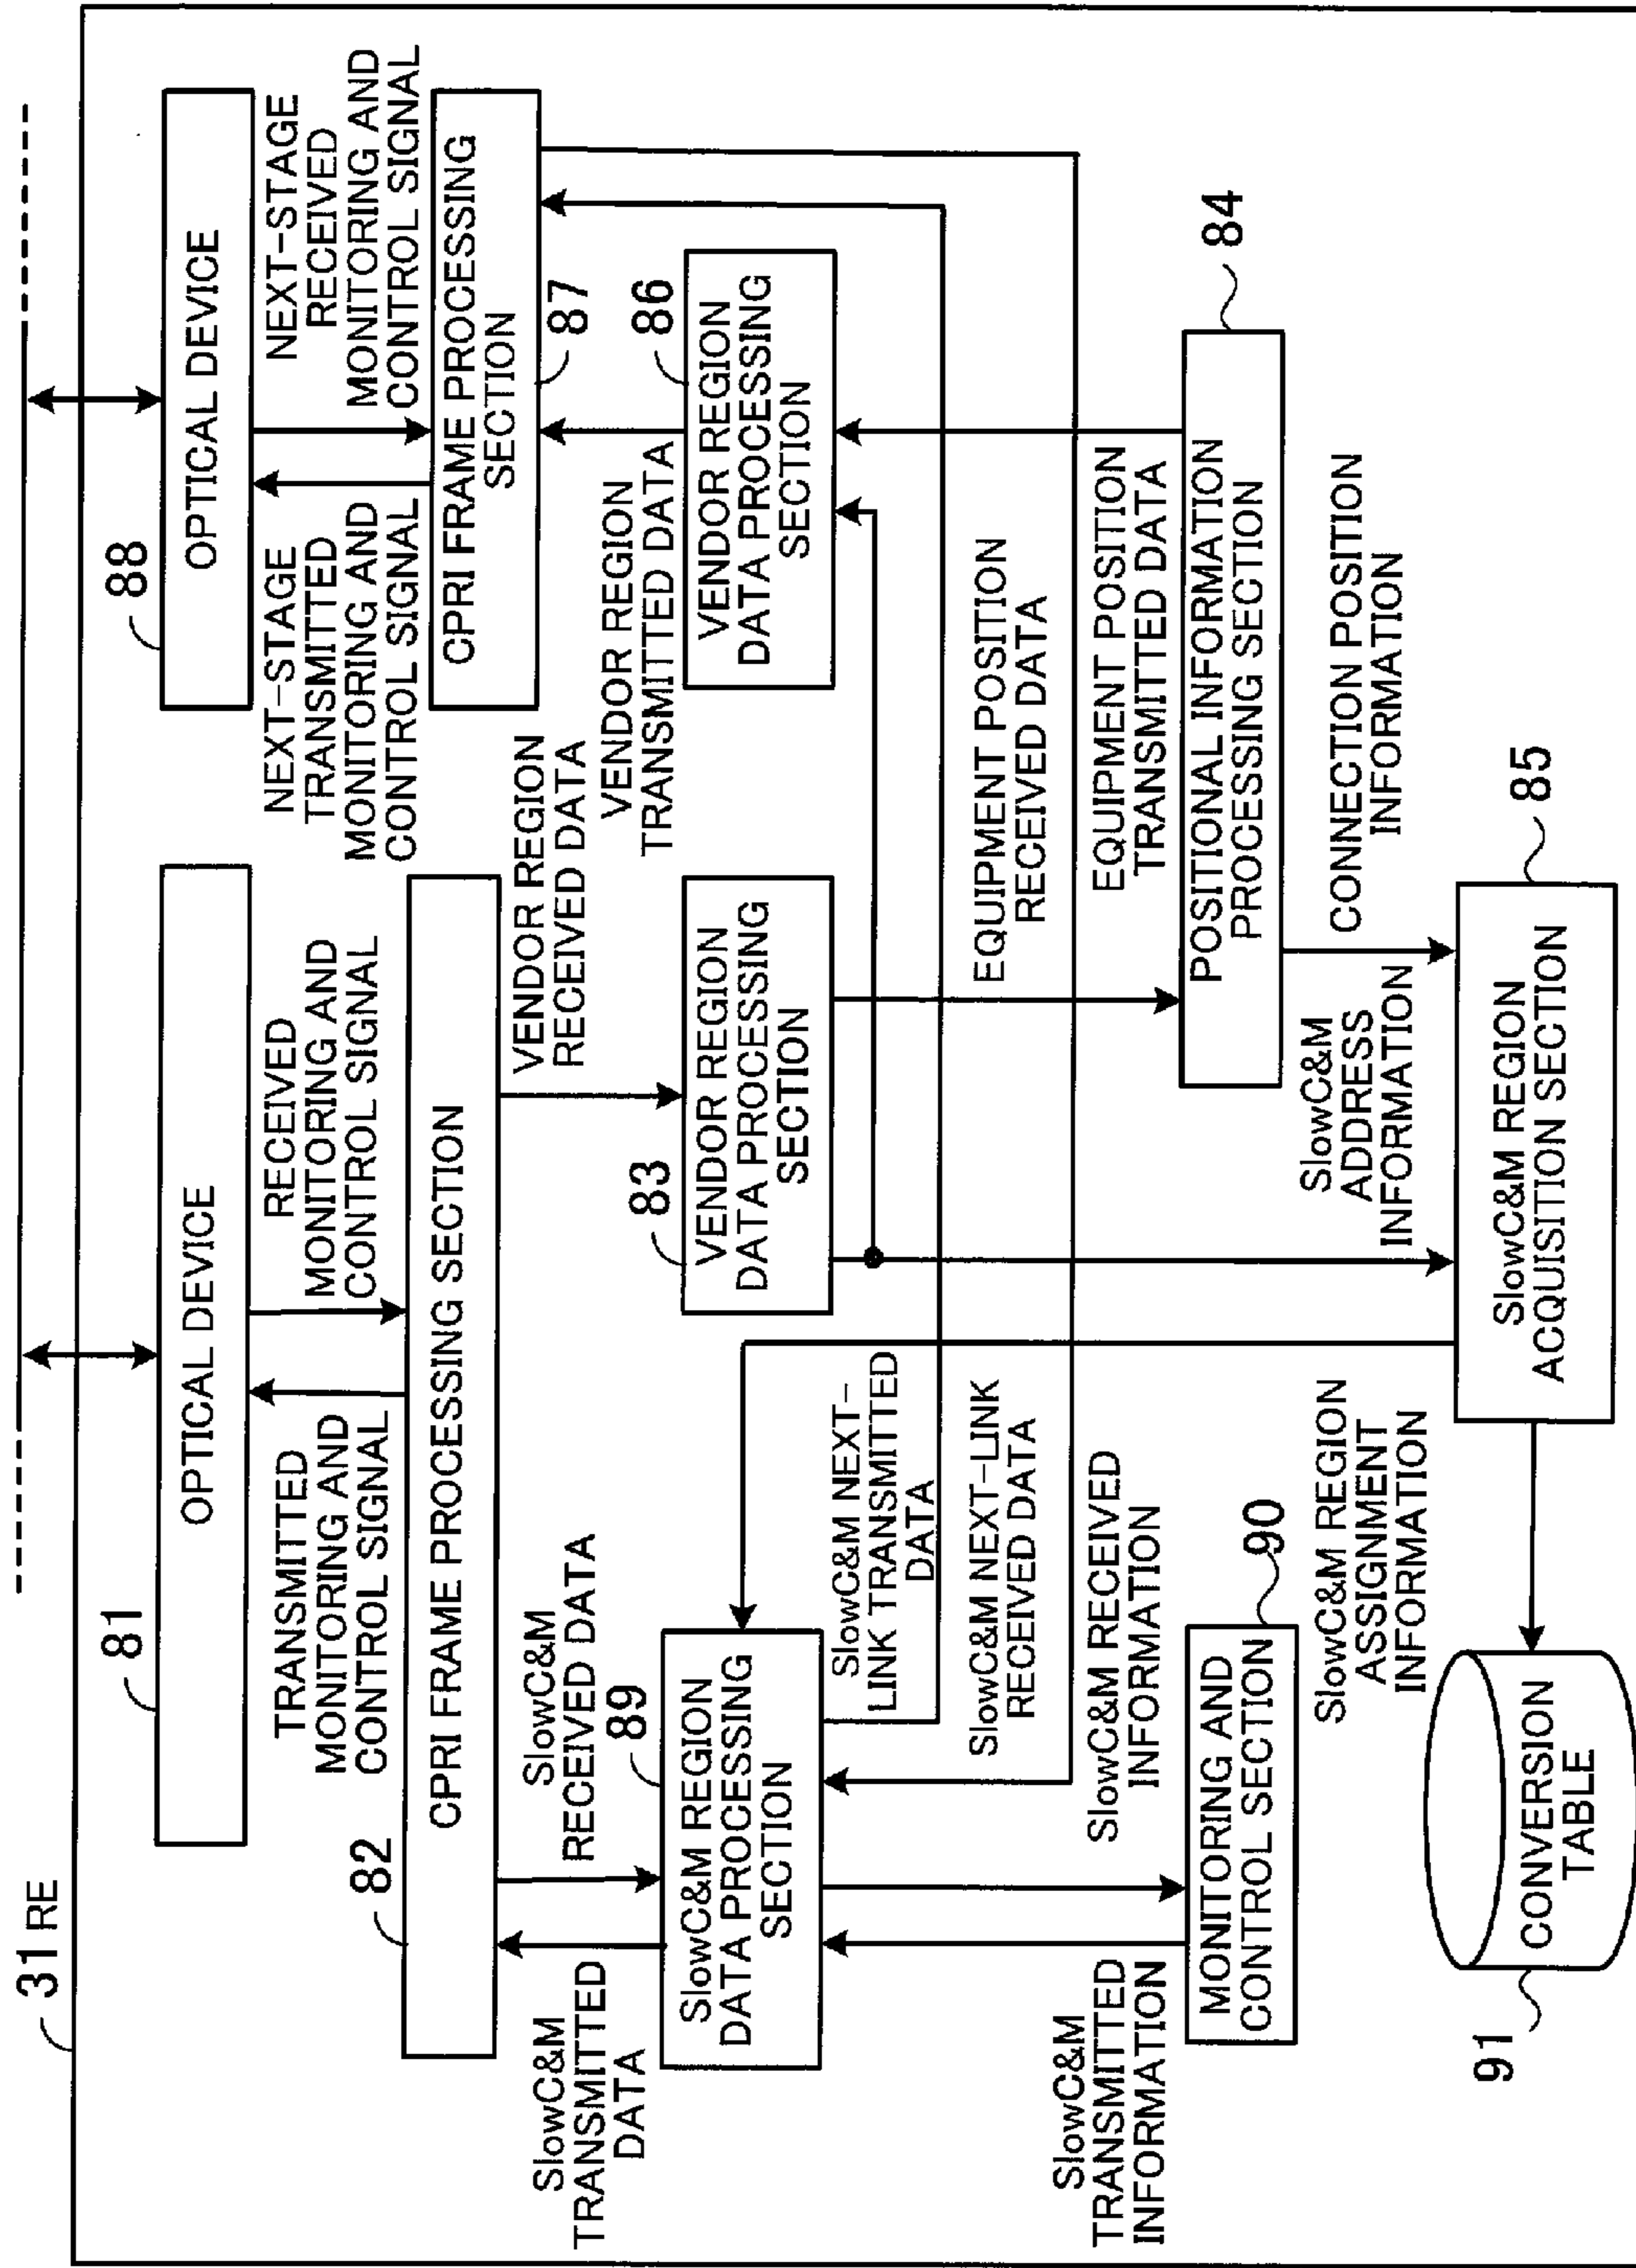 31 RE
81
OPTICAL DEVICE
88
OPTICAL DEVICE
TRANSMITTED
MONITORING AND
CONTROL SIGNAL
RECEIVED
MONITORING AND
CONTROL SIGNAL
NEXT-STAGE
TRANSMITTED
MONITORING AND
CONTROL SIGNAL
NEXT-STAGE
RECEIVED
MONITORING AND
CONTROL SIGNAL
82
CPRI FRAME PROCESSING SECTION
CPRI FRAME PROCESSING
SECTION
87
SlowC&M
TRANSMITTED
DATA
SlowC&M
RECEIVED DATA
VENDOR REGION
RECEIVED DATA
VENDOR REGION
TRANSMITTED DATA
89
SlowC&M REGION
DATA PROCESSING
SECTION
83
VENDOR REGION
DATA PROCESSING
SECTION
86
VENDOR REGION
DATA PROCESSING
SECTION
SlowC&M NEXT-
LINK TRANSMITTED
DATA
SlowC&M NEXT-LINK
RECEIVED DATA
EQUIPMENT POSITION
RECEIVED DATA
EQUIPMENT POSITION
TRANSMITTED DATA
SlowC&M
TRANSMITTED
INFORMATION
SlowC&M RECEIVED
INFORMATION
90
MONITORING AND
CONTROL SECTION
POSITIONAL INFORMATION
PROCESSING SECTION
84
SlowC&M REGION
ASSIGNMENT
INFORMATION
SlowC&M
ADDRESS
INFORMATION
CONNECTION POSITION
INFORMATION
91
CONVERSION
TABLE
SlowC&M REGION
ACQUISITION SECTION
85